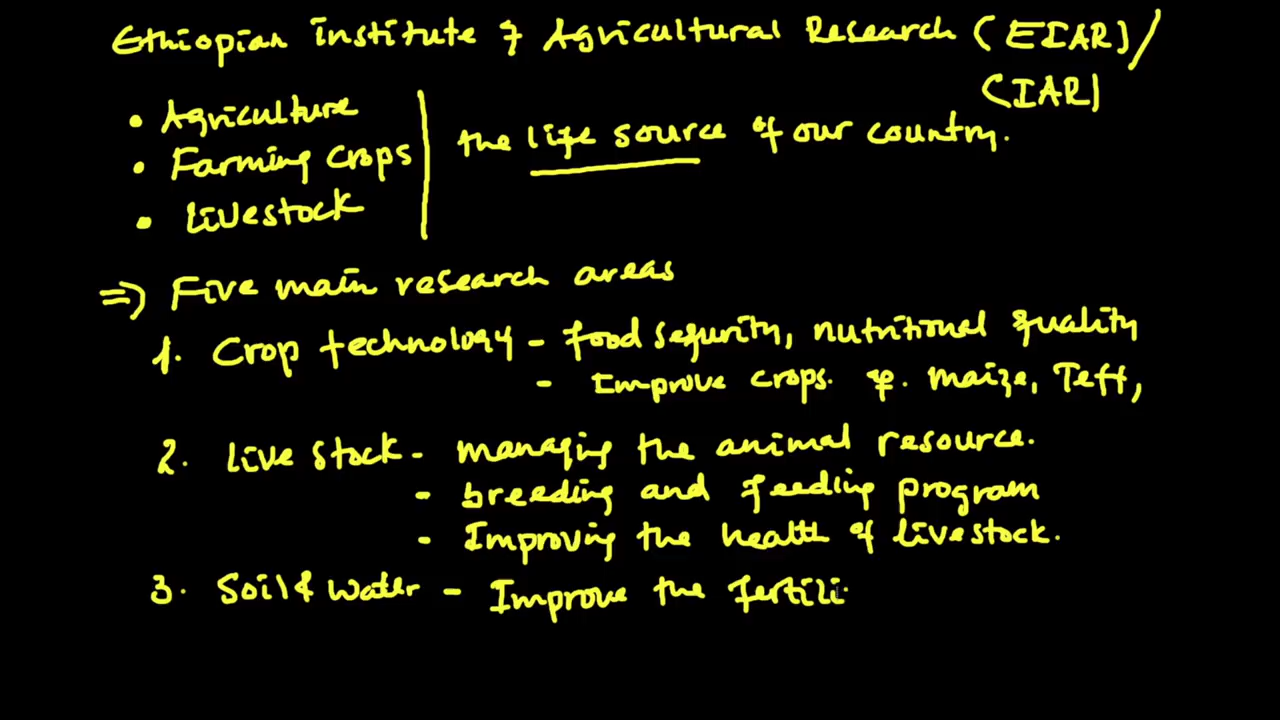 Ethiopian institute of Agricultural Research (EIAR)/
(IAR)
• Agriculture
• Farming crops
• Livestock
the life source of our country.
⇒ Five main research areas
1. Crop technology - food security, nutritional quality
- Improve crops. Maize, Teff,
2. Live stock - managing the animal resource.
- breeding and feeding program
- Improving the health of livestock.
3. Soil & water - Improve the fertili